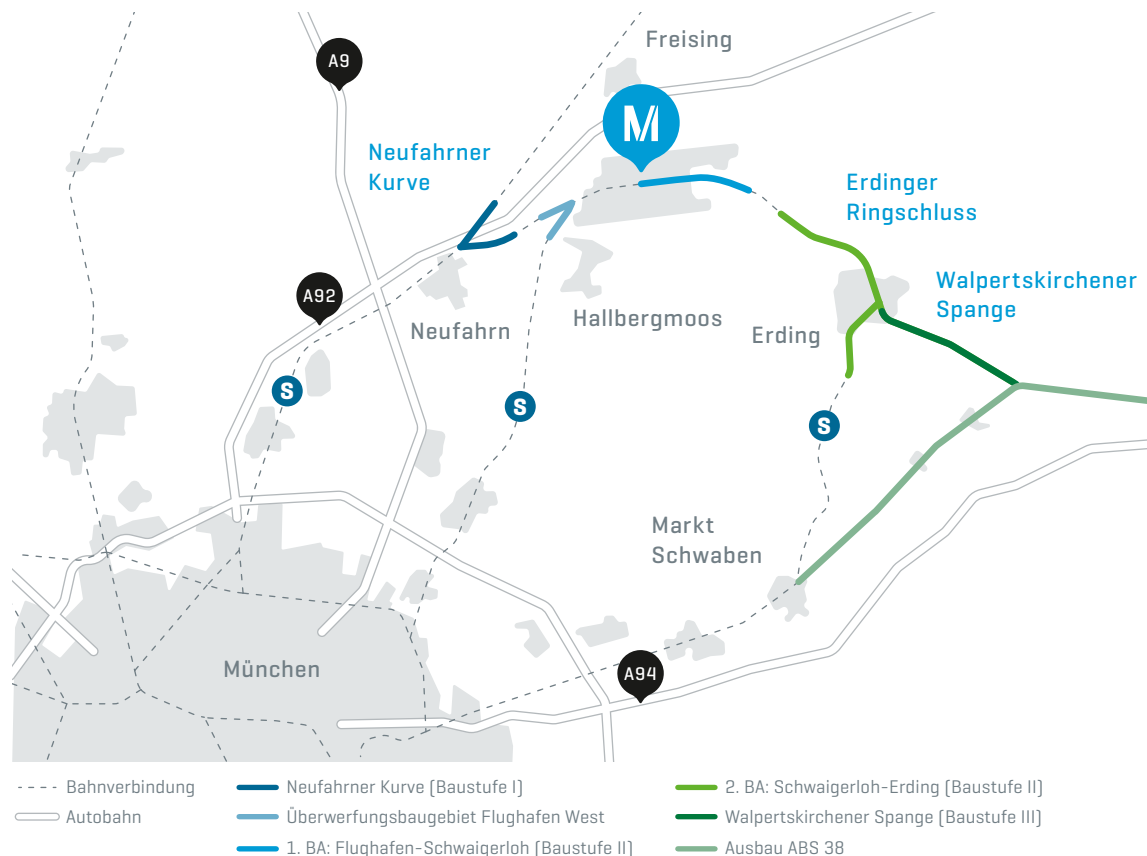 Freising
A9
M
Neufahrner
Kurve
Erdinger
Ringschluss
Walpertskirchener
Spange
A92
Neufahrn
Hallbergmoos
Erding
S
S
S
Markt
Schwaben
München
A94
Bahnverbindung
Autobahn
Neufahrner Kurve (Baustufe I)
Überwerfungsbaugebiet Flughafen West
1. BA: Flughafen-Schwaigerloh (Baustufe II)
2. BA: Schwaigerloh-Erding (Baustufe II)
Walpertskirchener Spange (Baustufe III)
Ausbau ABS 38